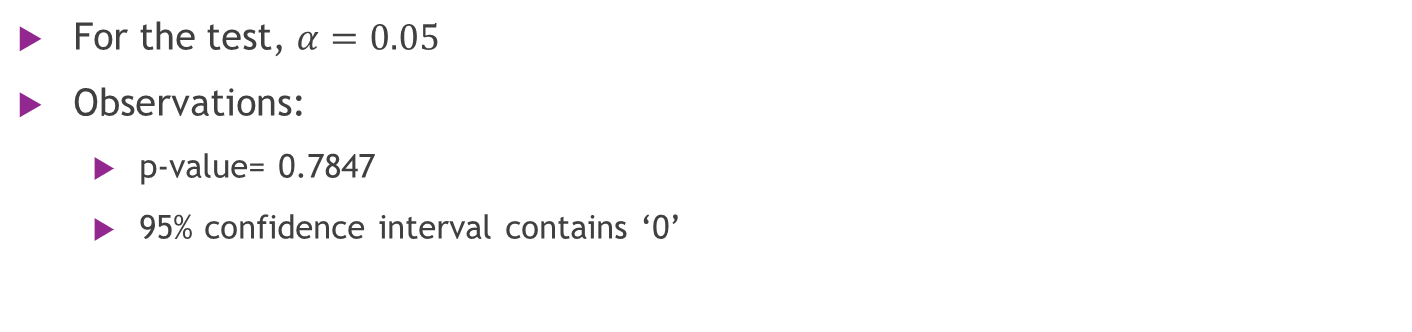 For the test, α = 0.05
Observations:
p-value= 0.7847
95% confidence interval contains ‘0’